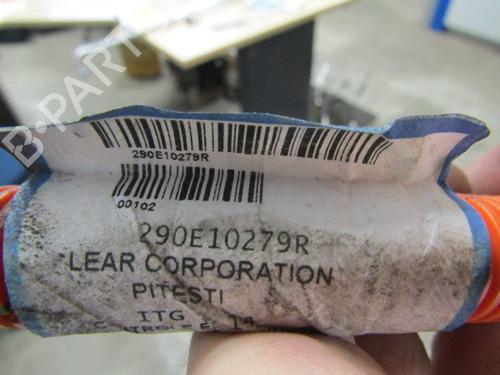 B-PARTS
290E10279R
00102
290E10279R
LEAR CORPORATION
PITESTI
ITG